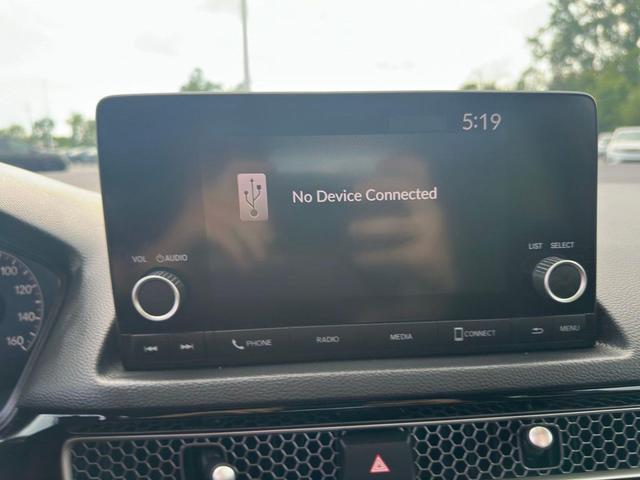 5:19
No Device Connected
VOL AUDIO
LIST SELECT
PHONE RADIO MEDIA CONNECT MENU
100
120
140
160